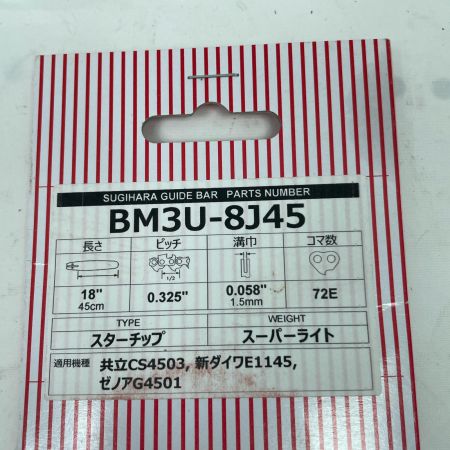 SUGIHARA GUIDE BAR PARTS NUMBER
BM3U-8J45
長さ ピッチ 溝巾 コマ数
1/2
18" 0.325" 0.058" 72E
45cm 1.5mm
TYPE WEIGHT
スターチップ スーパーライト
適用機種 共立CS4503, 新ダイワE1145,
ゼノアG4501